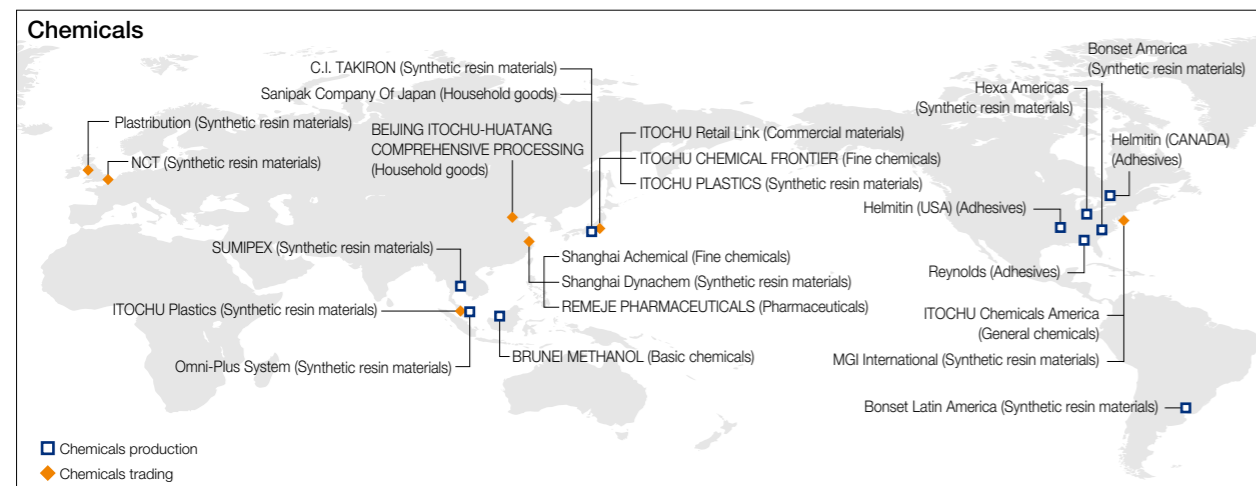 Chemicals
C.I. TAKIRON (Synthetic resin materials)
Sanipak Company Of Japan (Household goods)
Plastribution (Synthetic resin materials)
NCT (Synthetic resin materials)
BEIJING ITOCHU-HUATANG
COMPREHENSIVE PROCESSING
(Household goods)
ITOCHU Retail Link (Commercial materials)
ITOCHU CHEMICAL FRONTIER (Fine chemicals)
ITOCHU PLASTICS (Synthetic resin materials)
Bonset America
(Synthetic resin materials)
Hexa Americas
(Synthetic resin materials)
Helmitin (CANADA)
(Adhesives)
Helmitin (USA) (Adhesives)
Reynolds (Adhesives)
SUMIPEX (Synthetic resin materials)
Shanghai Achemical (Fine chemicals)
Shanghai Dynachem (Synthetic resin materials)
REMEJE PHARMACEUTICALS (Pharmaceuticals)
ITOCHU Plastics (Synthetic resin materials)
Omni-Plus System (Synthetic resin materials)
BRUNEI METHANOL (Basic chemicals)
ITOCHU Chemicals America
(General chemicals)
MGI International (Synthetic resin materials)
Bonset Latin America (Synthetic resin materials)
Chemicals production
Chemicals trading